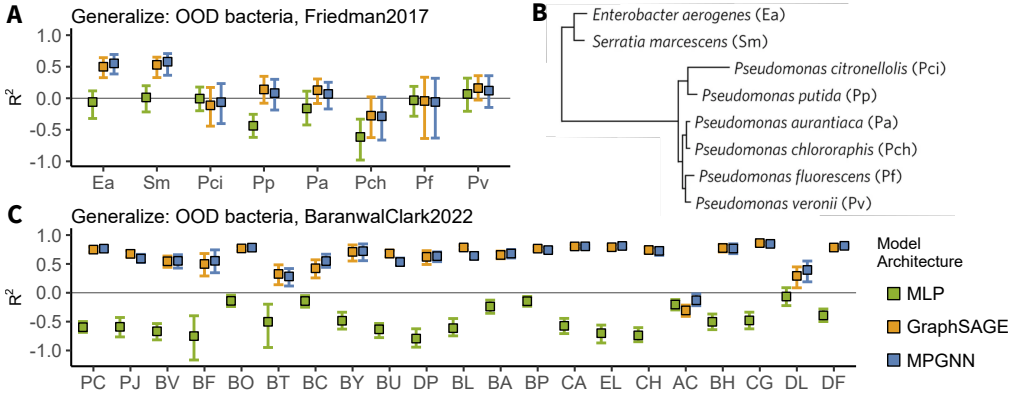 A
Generalize: OOD bacteria, Friedman2017
R²
1.0
0.5
0.0
-0.5
-1.0
Ea Sm Pci Pp Pa Pch Pf Pv
B
Enterobacter aerogenes (Ea)
Serratia marcescens (Sm)
Pseudomonas citronellolis (Pci)
Pseudomonas putida (Pp)
Pseudomonas aurantiaca (Pa)
Pseudomonas chlororaphis (Pch)
Pseudomonas fluorescens (Pf)
Pseudomonas veronii (Pv)
C
Generalize: OOD bacteria, BaranwalClark2022
R²
1.0
0.5
0.0
-0.5
-1.0
PC PJ BV BF BO BT BC BY BU DP BL BA BP CA EL CH AC BH CG DL DF
Model
Architecture
MLP
GraphSAGE
MPGNN